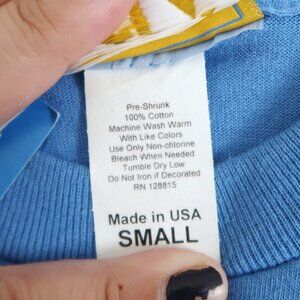 Pre-Shrunk
100% Cotton
Machine Wash Warm
With Like Colors
Use Only Non-chlorine
Bleach When Needed
Tumble Dry Low
Do Not Iron if Decorated
RN 128815
Made in USA
SMALL